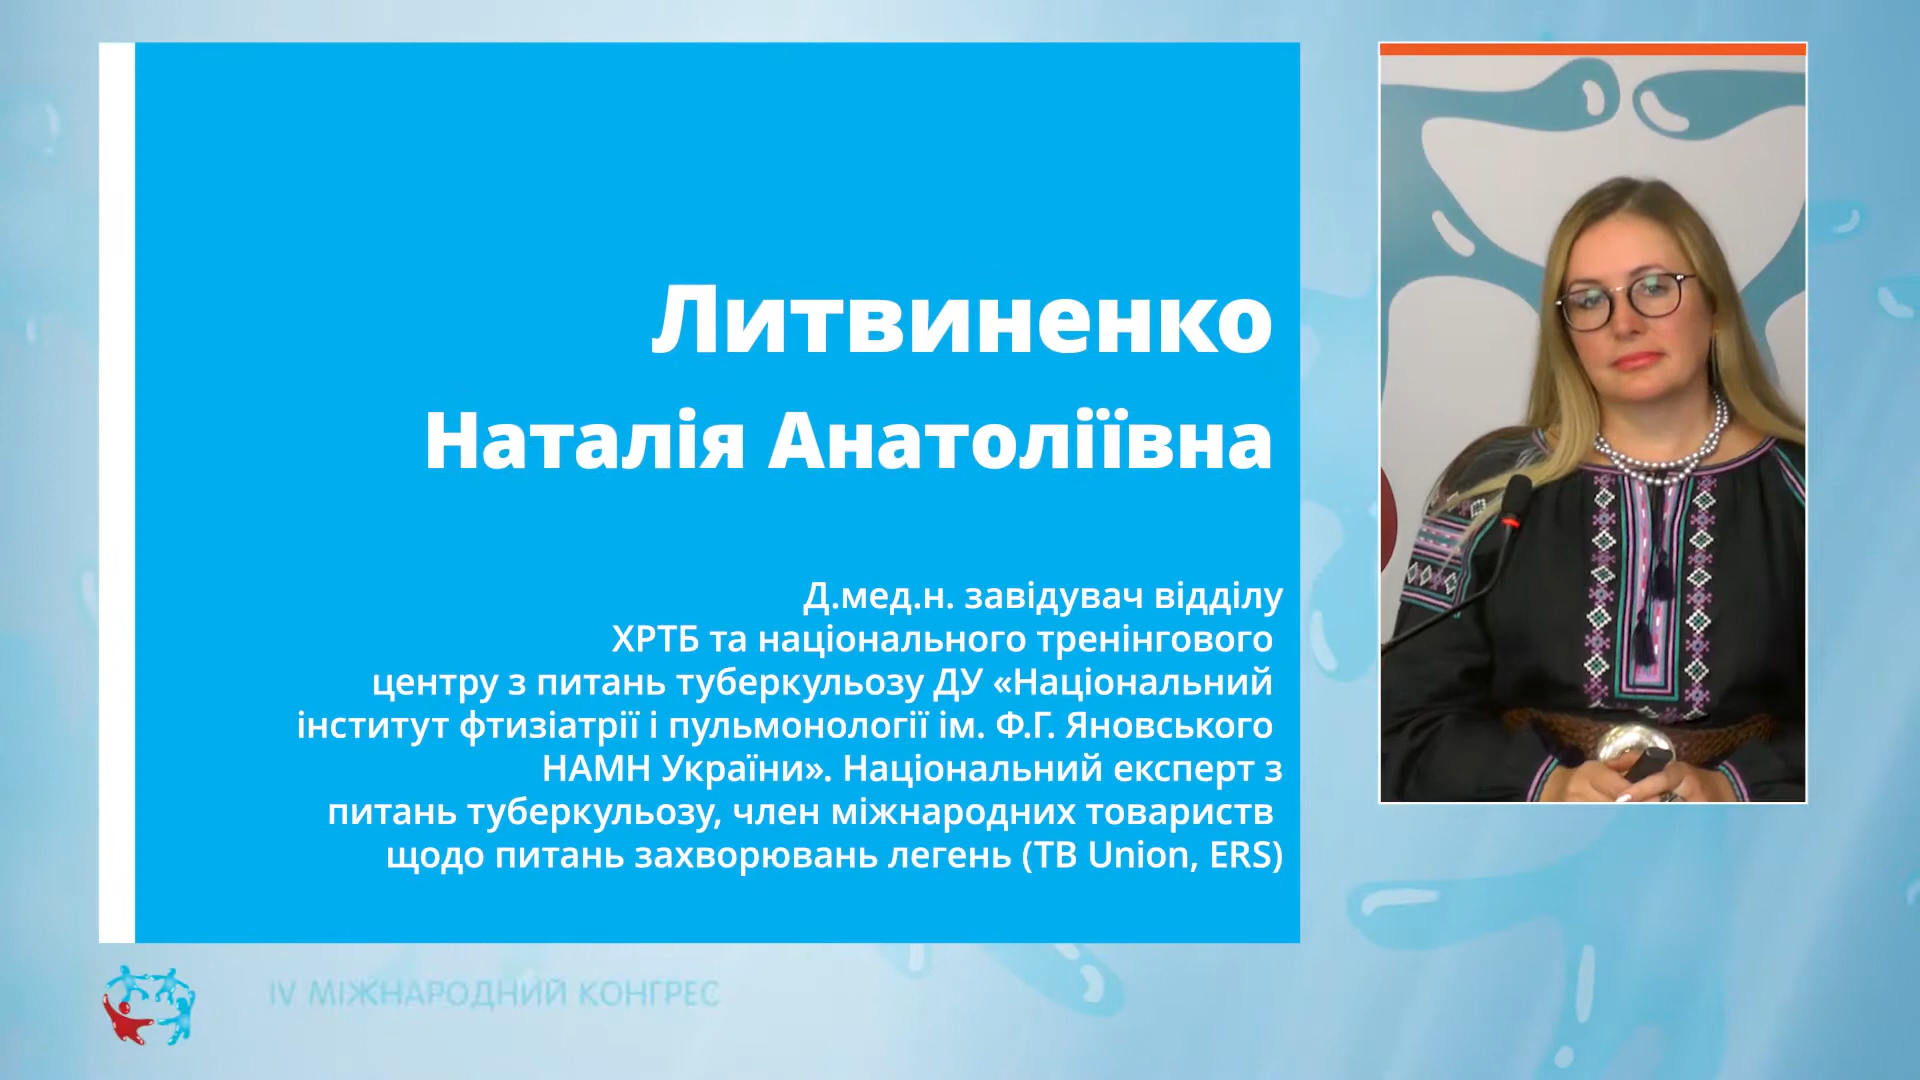 Литвиненко
Наталія Анатоліївна
Д.мед.н. завідувач відділу
ХРТБ та національного тренінгового
центру з питань туберкульозу ДУ «Національний
інститут фтизіатрії і пульмонології ім. Ф.Г. Яновського
НАМН України». Національний експерт з
питань туберкульозу, член міжнародних товариств
щодо питань захворювань легень (TB Union, ERS)
IV МІЖНАРОДНИЙ КОНГРЕС